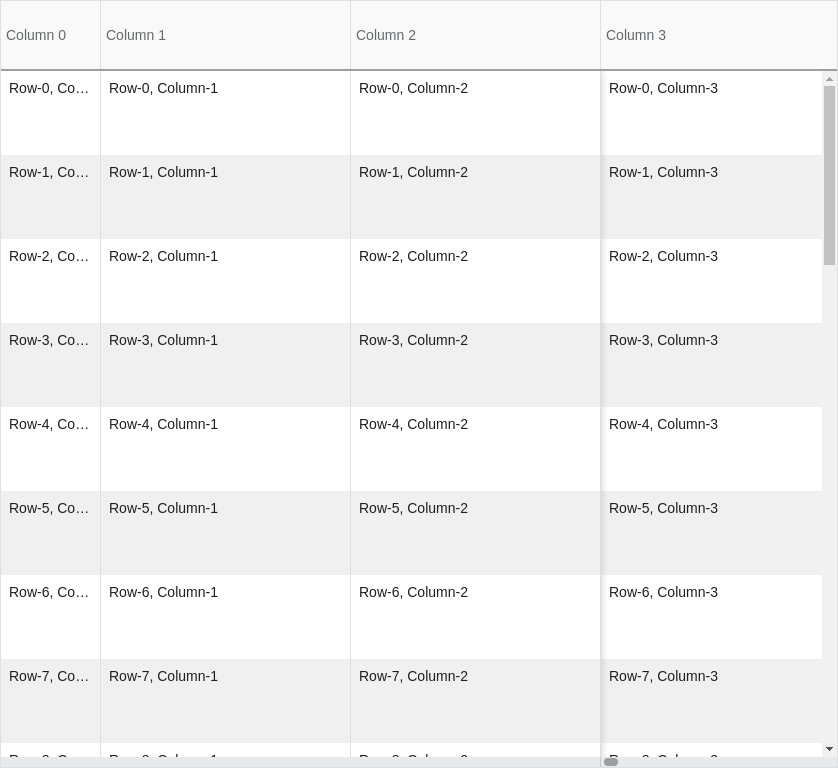 Column 0 Column 1 Column 2 Column 3
Row-0, Co... Row-0, Column-1 Row-0, Column-2 Row-0, Column-3
Row-1, Co... Row-1, Column-1 Row-1, Column-2 Row-1, Column-3
Row-2, Co... Row-2, Column-1 Row-2, Column-2 Row-2, Column-3
Row-3, Co... Row-3, Column-1 Row-3, Column-2 Row-3, Column-3
Row-4, Co... Row-4, Column-1 Row-4, Column-2 Row-4, Column-3
Row-5, Co... Row-5, Column-1 Row-5, Column-2 Row-5, Column-3
Row-6, Co... Row-6, Column-1 Row-6, Column-2 Row-6, Column-3
Row-7, Co... Row-7, Column-1 Row-7, Column-2 Row-7, Column-3